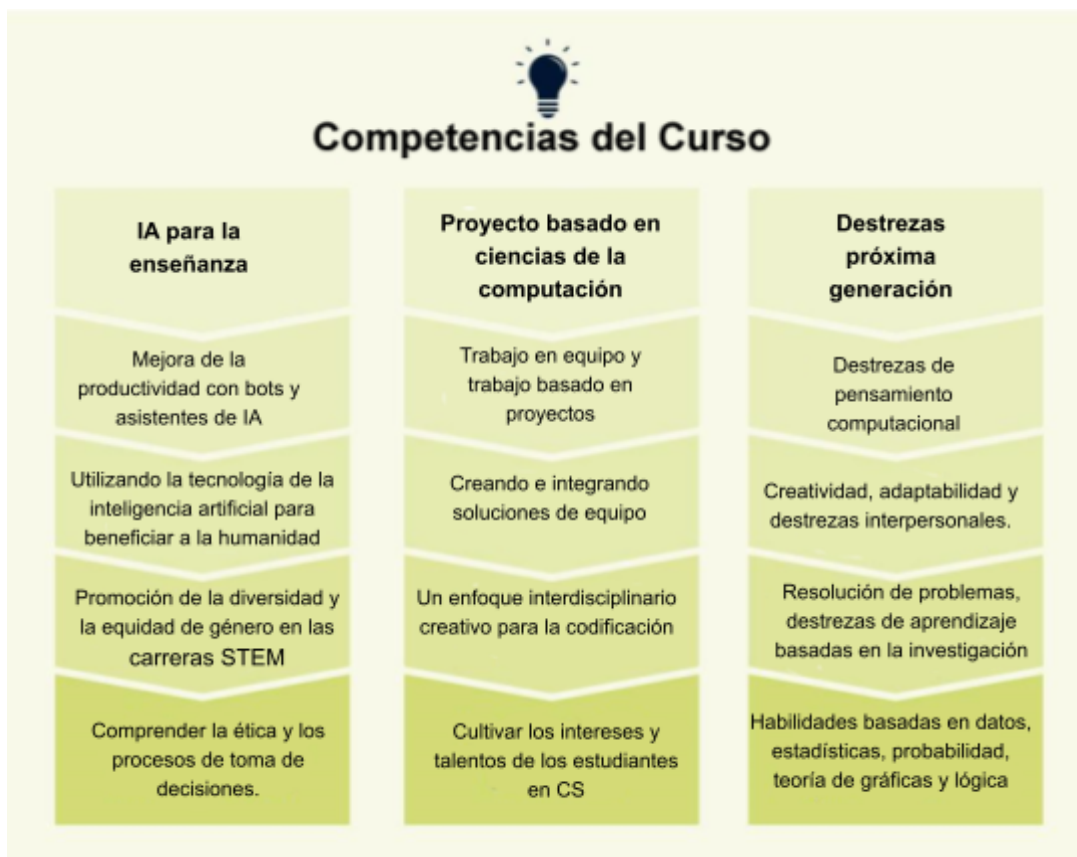 Competencias del Curso
IA para la
enseñanza
Mejora de la
productividad con bots y
asistentes de IA
Utilizando la tecnología de la
inteligencia artificial para
beneficiar a la humanidad
Promoción de la diversidad y
la equidad de género en las
carreras STEM
Comprender la ética y los
procesos de toma de
decisiones.
Proyecto basado en
ciencias de la
computación
Trabajo en equipo y
trabajo basado en
proyectos
Creando e integrando
soluciones de equipo
Un enfoque interdisciplinario
creativo para la codificación
Cultivar los intereses y
talentos de los estudiantes
en CS
Destrezas
próxima
generación
Destrezas de
pensamiento
computacional
Creatividad, adaptabilidad y
destrezas interpersonales.
Resolución de problemas,
destrezas de aprendizaje
basadas en la investigación
Habilidades basadas en datos,
estadísticas, probabilidad,
teoría de gráficas y lógica